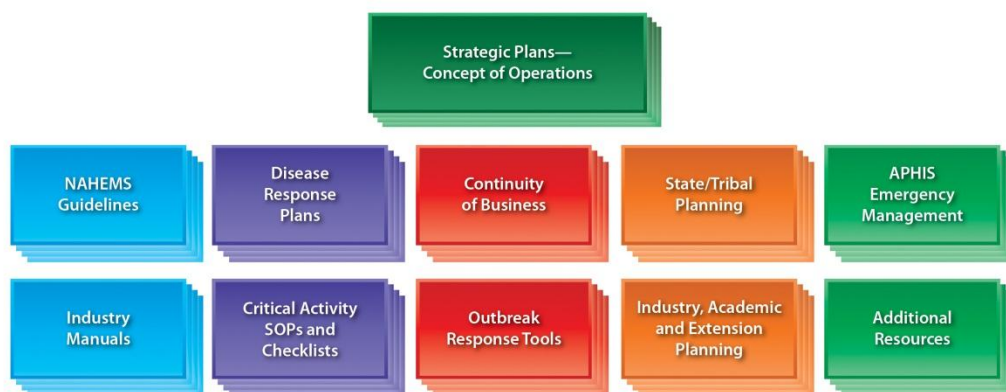 Strategic Plans—
Concept of Operations
NAHEMS
Guidelines
Disease
Response
Plans
Continuity
of Business
State/Tribal
Planning
APHIS
Emergency
Management
Industry
Manuals
Critical Activity
SOPs and
Checklists
Outbreak
Response Tools
Industry, Academic
and Extension
Planning
Additional
Resources